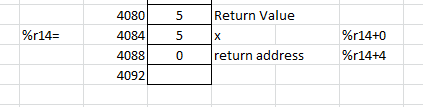 4080 5 Return Value
%r14= 4084 5 x %r14+0
4088 0 return address %r14+4
4092